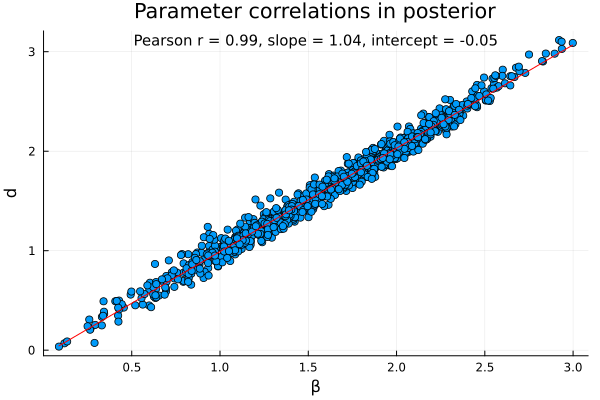 Parameter correlations in posterior
Pearson r = 0.99, slope = 1.04, intercept = -0.05
3
2
d
1
0
0.5 1.0 1.5 2.0 2.5 3.0
β